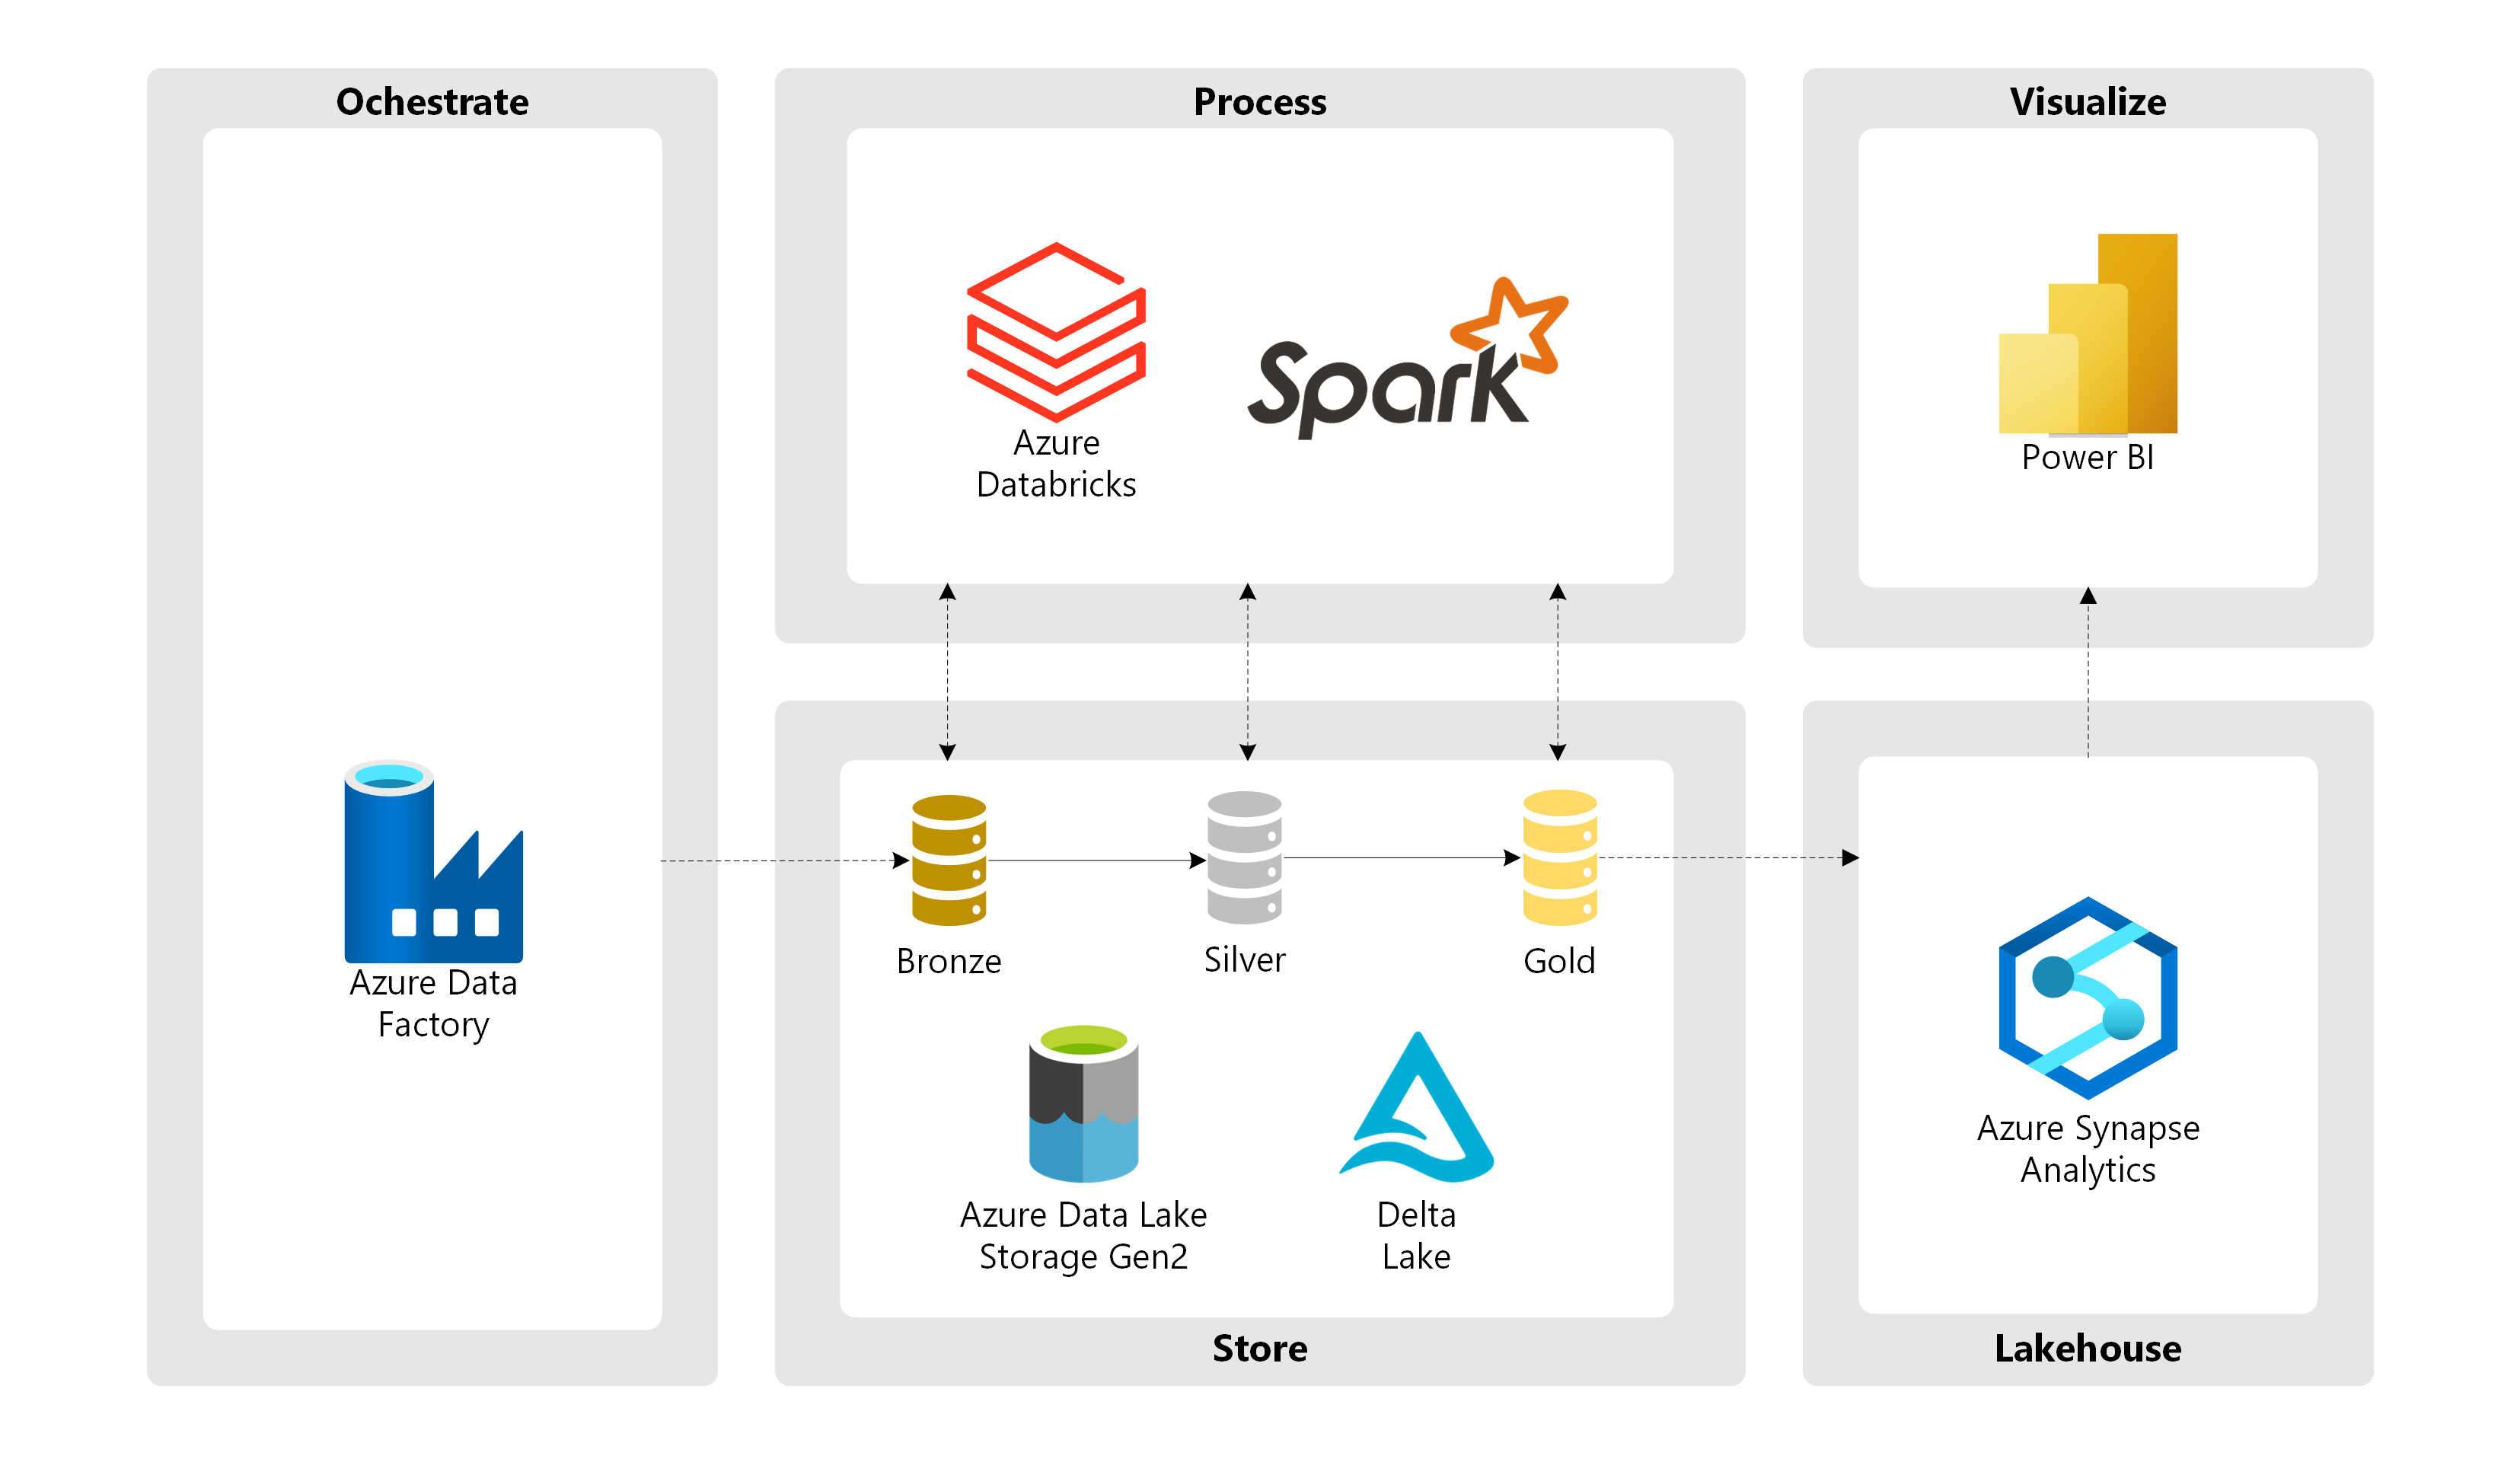 Ochestrate
Azure Data
Factory
Process
Azure
Databricks
Spark
Visualize
Power BI
Bronze
Silver
Gold
Azure Data Lake
Storage Gen2
Delta
Lake
Store
Azure Synapse
Analytics
Lakehouse